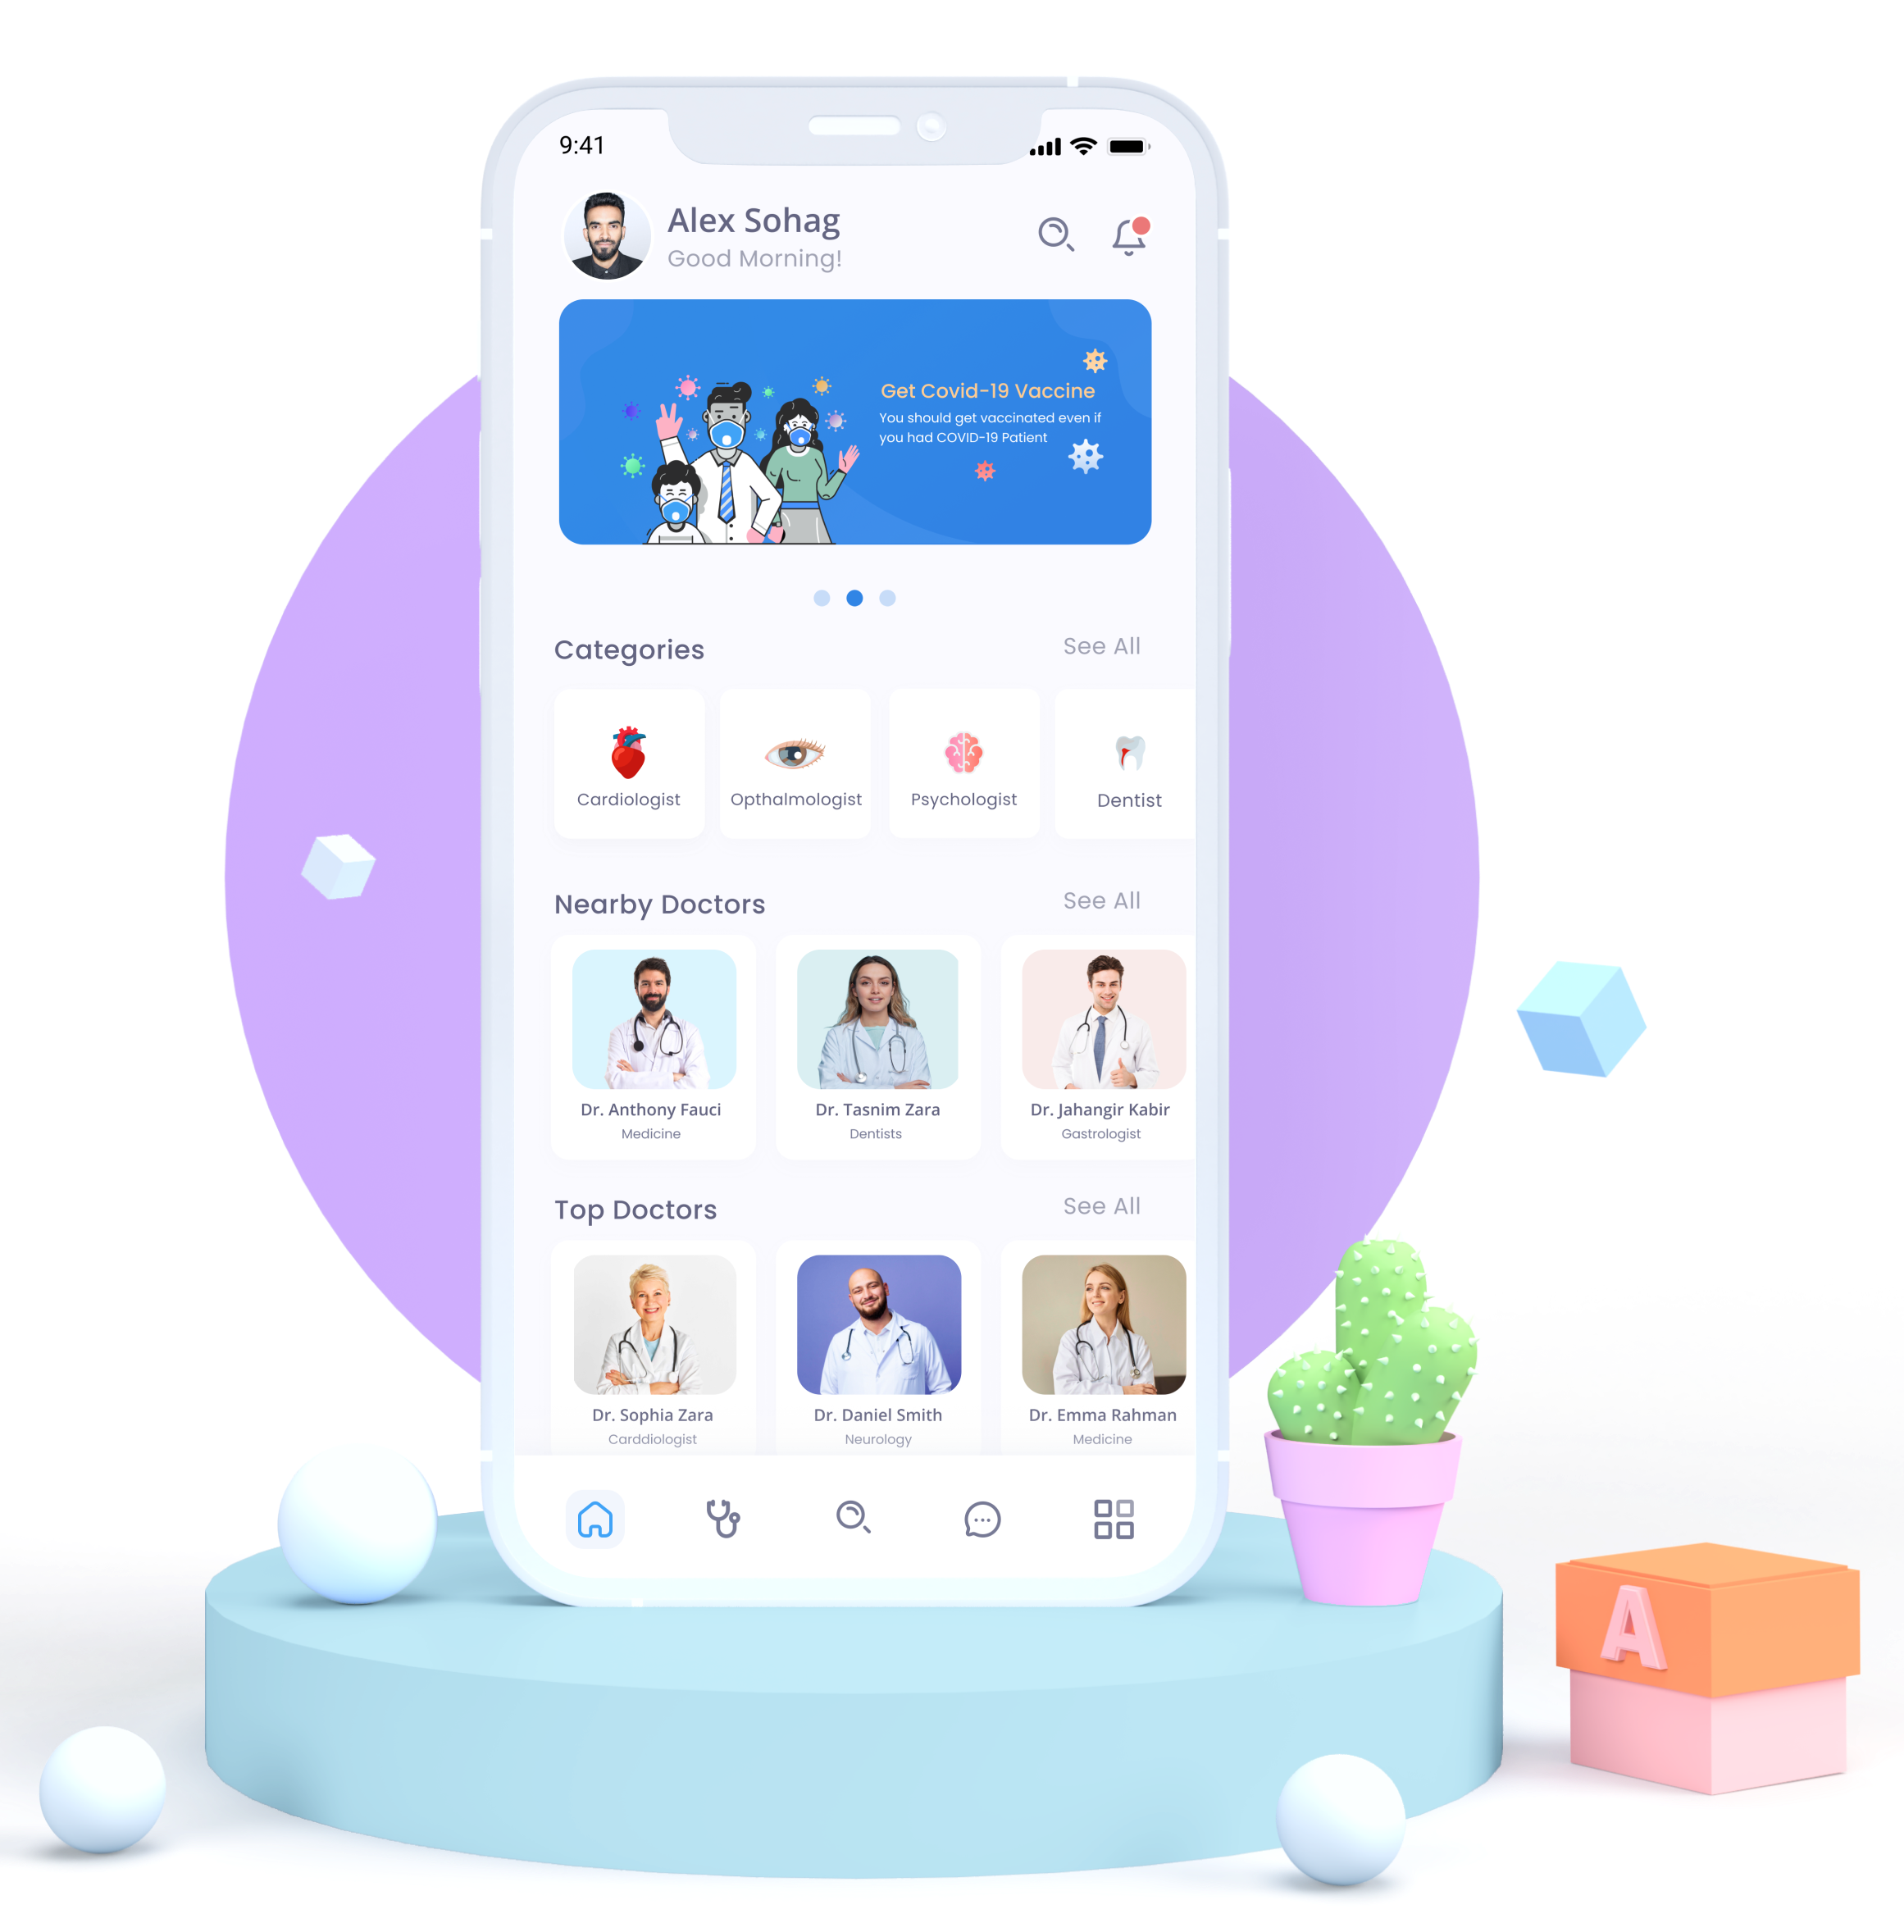 9:41
Alex Sohag
Good Morning!
Get Covid-19 Vaccine
You should get vaccinated even if
you had COVID-19 Patient
Categories
See All
Cardiologist
Opthalmologist
Psychologist
Dentist
Nearby Doctors
See All
Dr. Anthony Fauci
Medicine
Dr. Tasnim Zara
Dentists
Dr. Jahangir Kabir
Gastrologist
Top Doctors
See All
Dr. Sophia Zara
Carddiologist
Dr. Daniel Smith
Neurology
Dr. Emma Rahman
Medicine
A